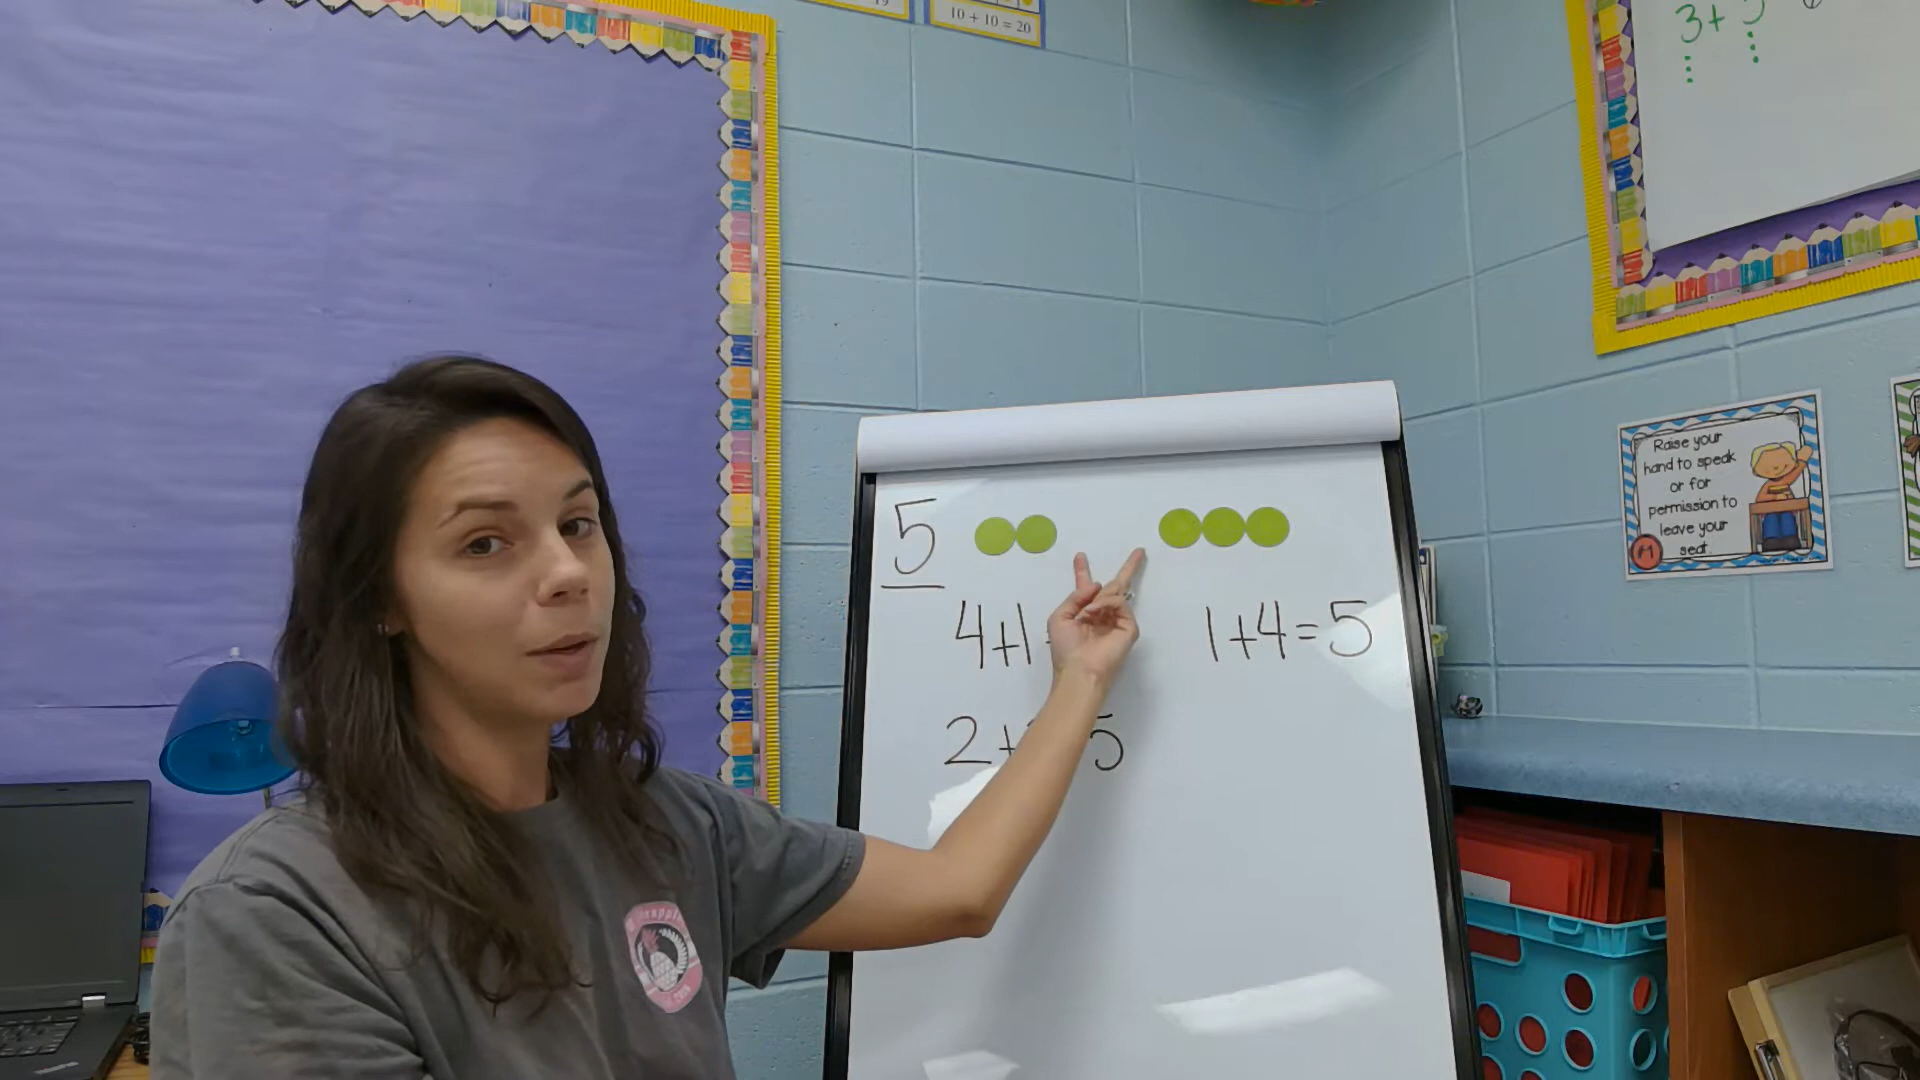 10 + 10 = 20
3+
5
4+1
1+4=5
2+
5
Raise your
hand to speak
or for
permission to
leave your
seat.
#1